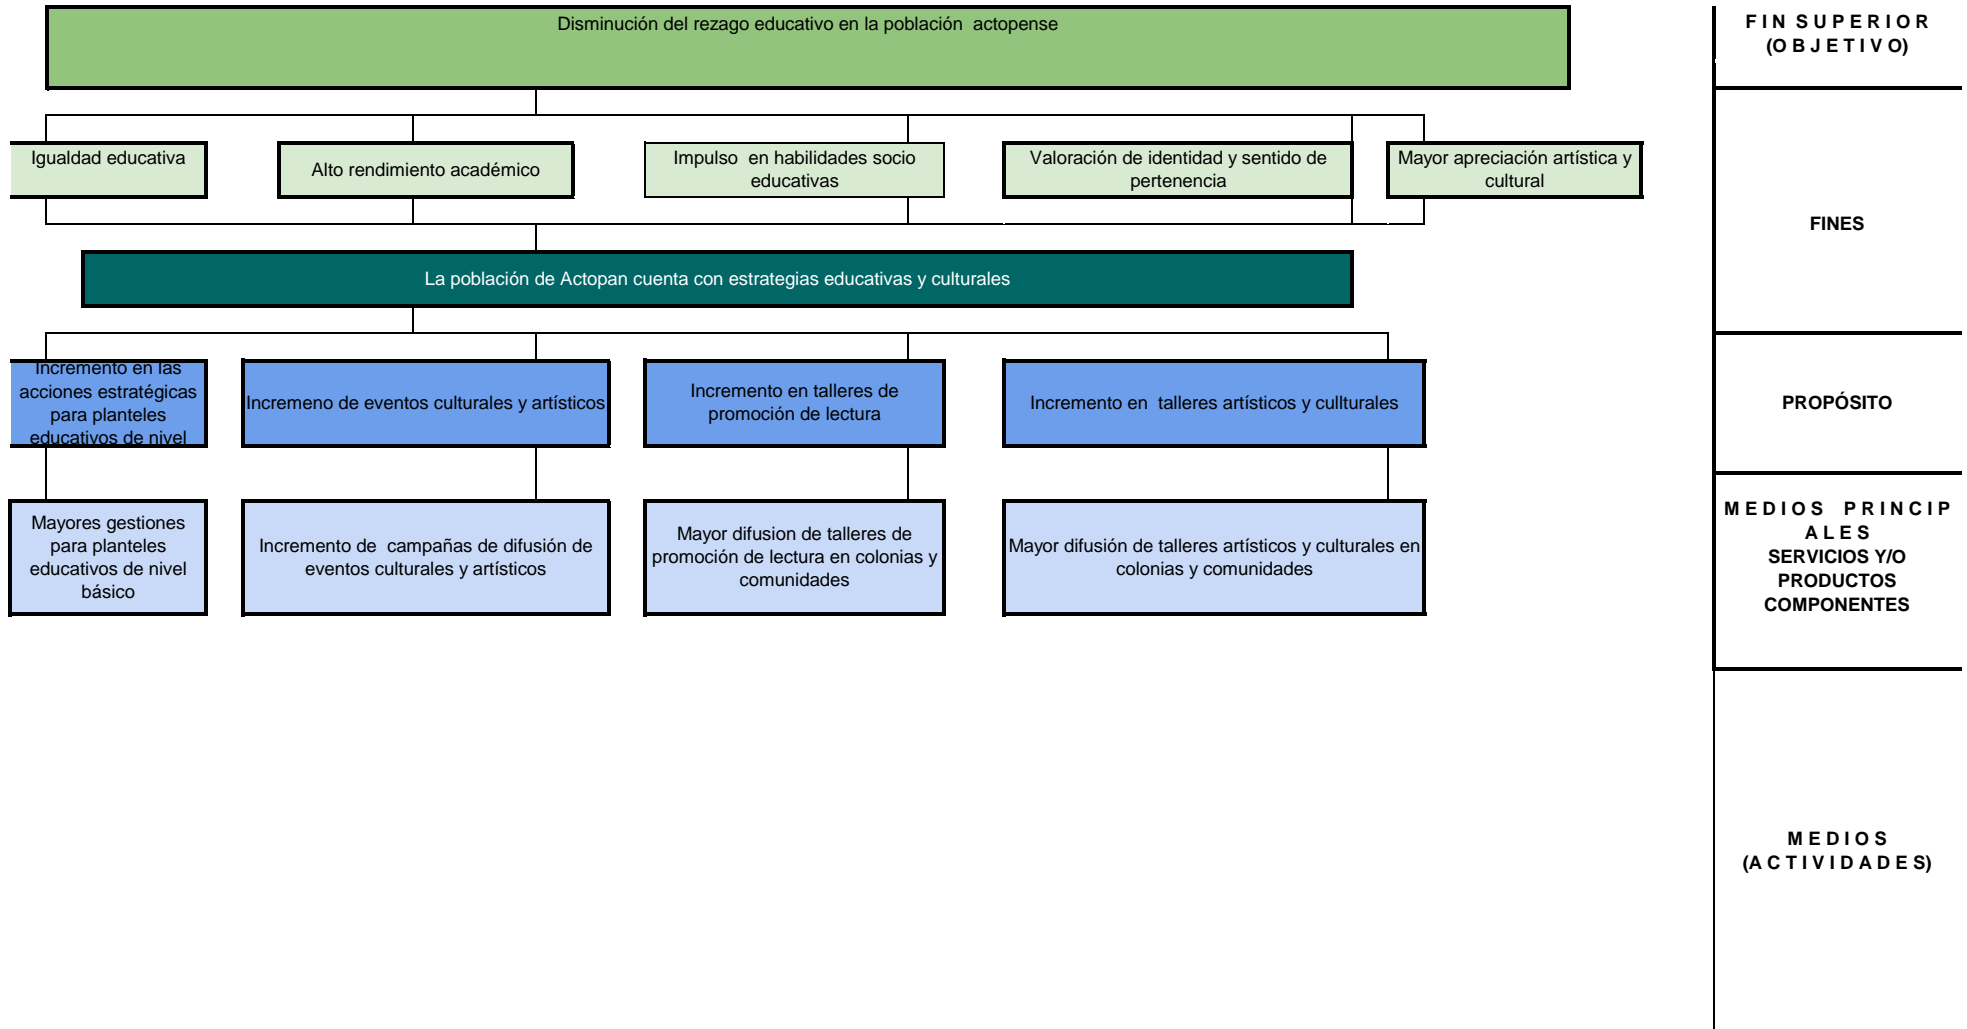 Disminución del rezago educativo en la población  actopense
F I N  S U P E R I O R
(O B J E T I V O)
Igualdad educativa
Alto rendimiento académico
Impulso  en habilidades socio
educativas
Valoración de identidad y sentido de
pertenencia
Mayor apreciación artística y
cultural
FINES
La población de Actopan cuenta con estrategias educativas y culturales
Incremento en las
acciones estratégicas
para planteles
educativos de nivel
Incremeno de eventos culturales y artísticos
Incremento en talleres de
promoción de lectura
Incremento en  talleres artísticos y cullturales
PROPÓSITO
Mayores gestiones
para planteles
educativos de nivel
básico
Incremento de  campañas de difusión de
eventos culturales y artísticos
Mayor difusion de talleres de
promoción de lectura en colonias y
comunidades
Mayor difusión de talleres artísticos y culturales en
colonias y comunidades
M E D I O S   P R I N C I P
A L E S
SERVICIOS Y/O
PRODUCTOS
COMPONENTES
M E D I O S
(A C T I V I D A D E S)